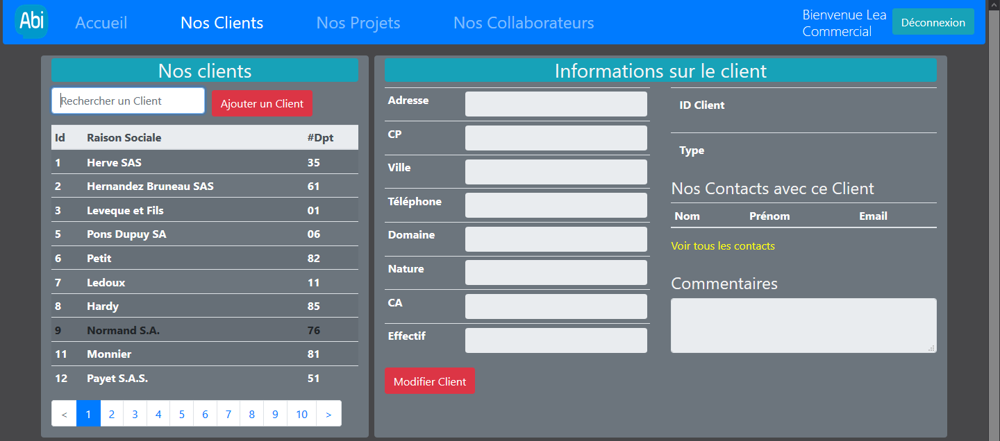 Abi
Accueil
Nos Clients
Nos Projets
Nos Collaborateurs
Bienvenue Lea
Commercial
Déconnexion
Nos clients
Rechercher un Client
Ajouter un Client
Id Raison Sociale #Dpt
1 Herve SAS 35
2 Hernandez Bruneau SAS 61
3 Leveque et Fils 01
5 Pons Dupuy SA 06
6 Petit 82
7 Ledoux 11
8 Hardy 85
9 Normand S.A. 76
11 Monnier 81
12 Payet S.A.S. 51
< 1 2 3 4 5 6 7 8 9 10 >
Informations sur le client
Adresse
CP
Ville
Téléphone
Domaine
Nature
CA
Effectif
Modifier Client
ID Client
Type
Nos Contacts avec ce Client
Nom Prénom Email
Voir tous les contacts
Commentaires